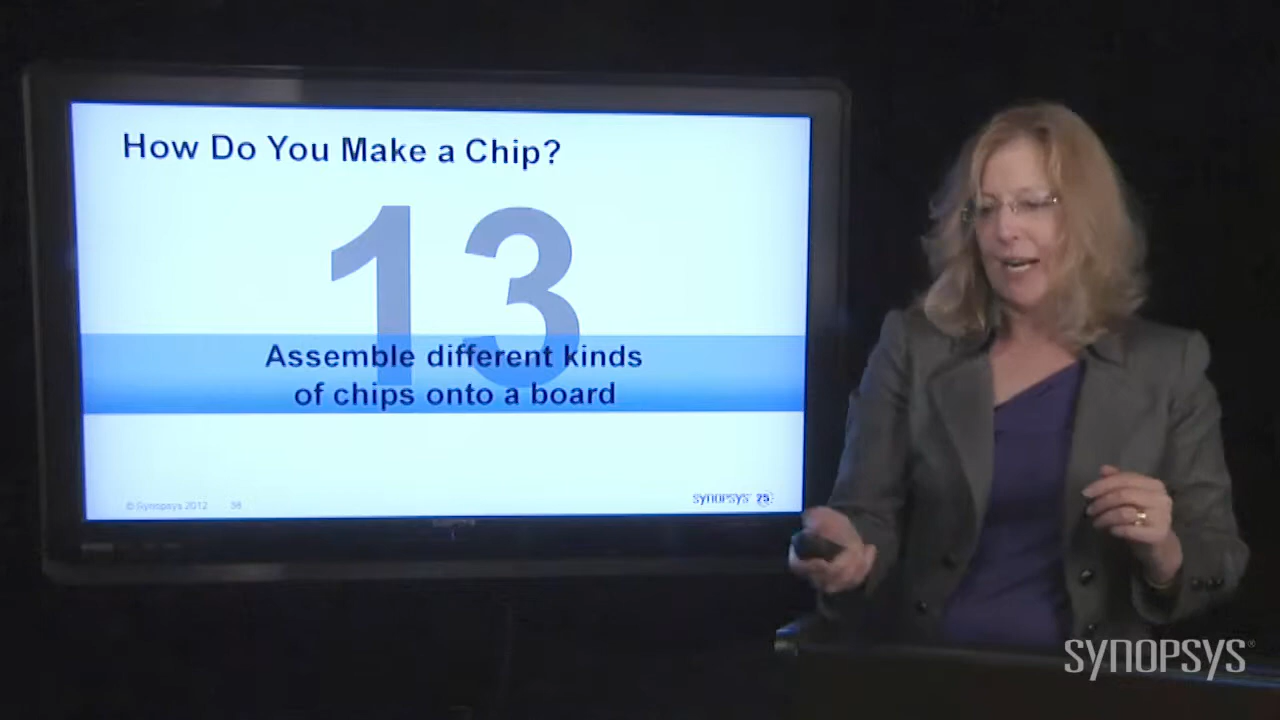 How Do You Make a Chip?
13
Assemble different kinds
of chips onto a board
© Synopsys 2012 38
SYNOPSYS 25
SYNOPSYS®